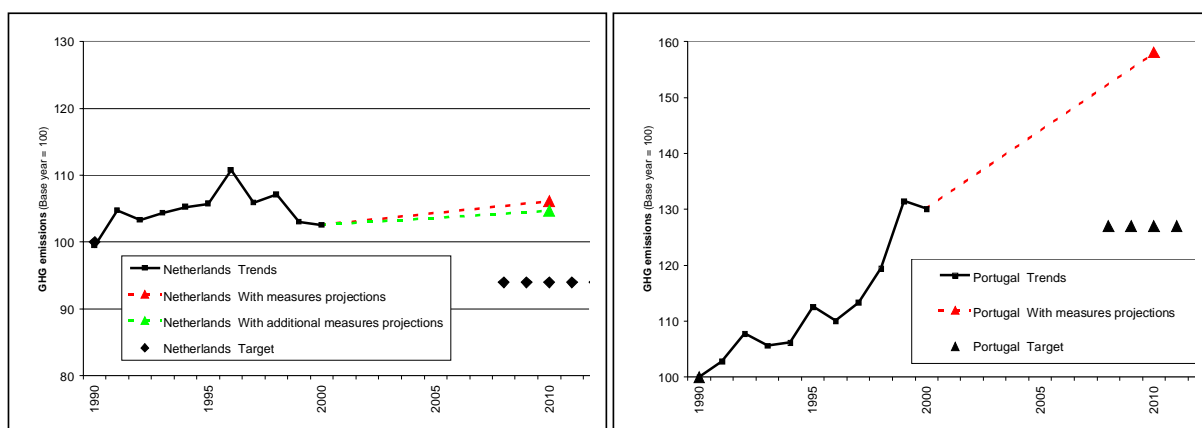 GHG emissions (Base year = 100)
130
120
110
100
90
80
1990
1995
2000
2005
2010
Netherlands Trends
Netherlands With measures projections
Netherlands With additional measures projections
Netherlands Target
GHG emissions (Base year = 100)
160
150
140
130
120
110
100
1990
1995
2000
2005
2010
Portugal Trends
Portugal With measures projections
Portugal Target